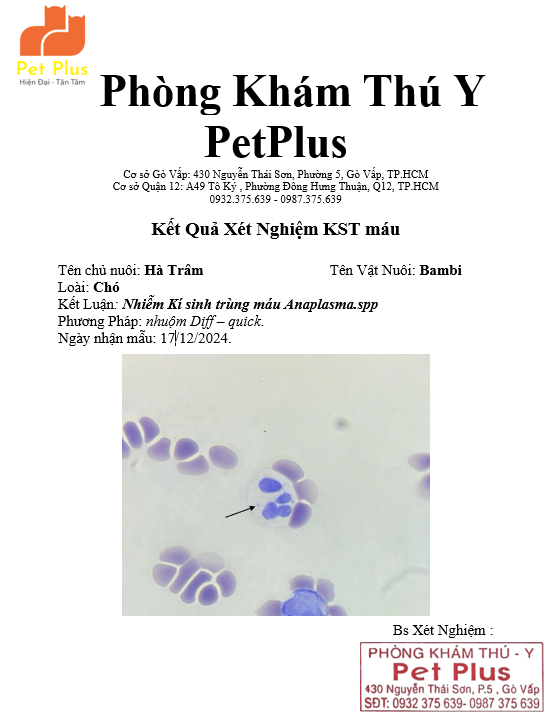 Pet Plus
Hiện Đại - Tận Tâm
Phòng Khám Thú Y
PetPlus
Cơ sở Gò Vấp: 430 Nguyễn Thái Sơn, Phường 5, Gò Vấp, TP.HCM
Cơ sở Quận 12: A49 Tô Ký , Phường Đông Hưng Thuận, Q12, TP.HCM
0932.375.639 - 0987.375.639
Kết Quả Xét Nghiệm KST máu
Tên chủ nuôi: Hà Trâm Tên Vật Nuôi: Bambi
Loài: Chó
Kết Luận: Nhiễm Kí sinh trùng máu Anaplasma.spp
Phương Pháp: nhuộm Diff – quick.
Ngày nhận mẫu: 17/12/2024.
Bs Xét Nghiệm :
PHÒNG KHÁM THÚ - Y
Pet Plus
430 Nguyễn Thái Sơn, P.5 , Gò Vấp
SĐT: 0932 375 639- 0987 375 639